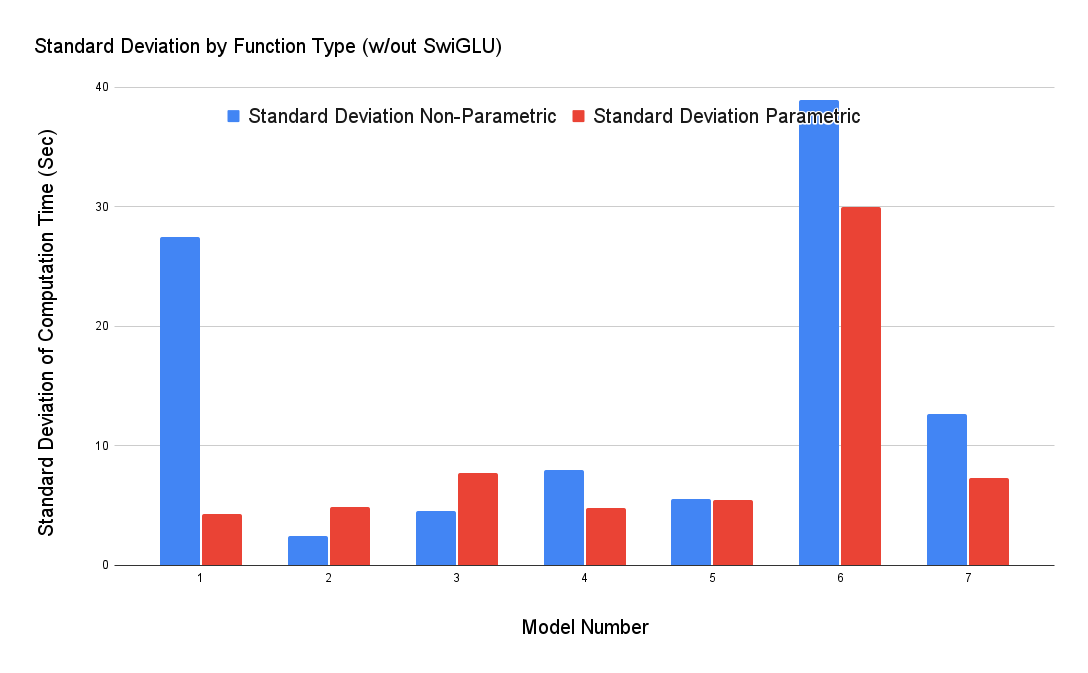 Standard Deviation by Function Type (w/out SwiGLU)
Standard Deviation Non-Parametric
Standard Deviation Parametric
Standard Deviation of Computation Time (Sec)
40
30
20
10
0
1 2 3 4 5 6 7
Model Number